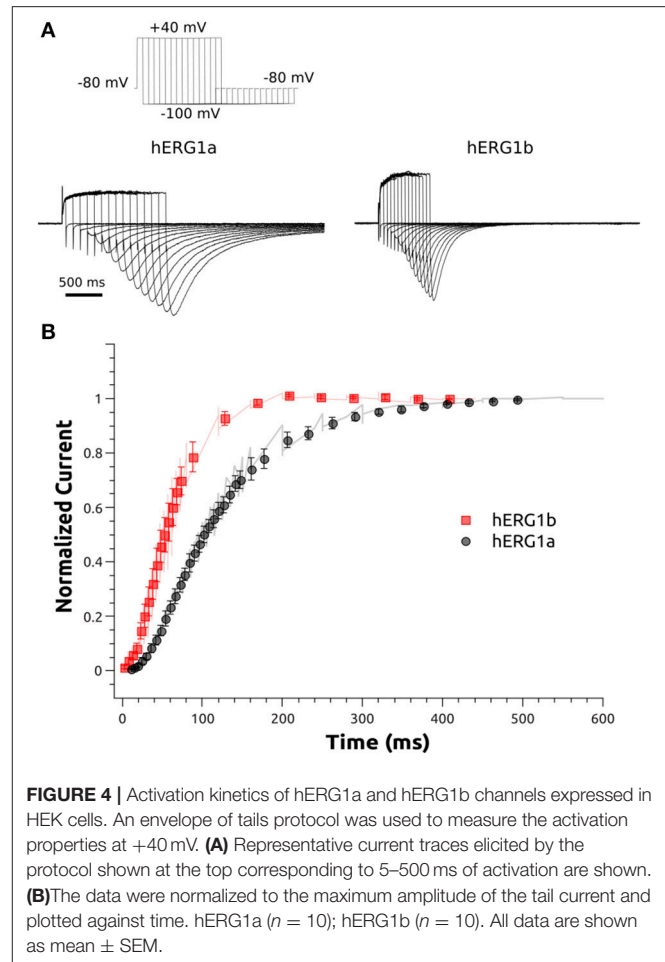 A
+40 mV
-80 mV
-80 mV
-100 mV
hERG1a
hERG1b
500 ms
B
Normalized Current
1
0.8
0.6
0.4
0.2
0
hERG1b
hERG1a
0
100
200
300
400
500
600
Time (ms)
FIGURE 4 | Activation kinetics of hERG1a and hERG1b channels expressed in
HEK cells. An envelope of tails protocol was used to measure the activation
properties at +40 mV. (A) Representative current traces elicited by the
protocol shown at the top corresponding to 5–500 ms of activation are shown.
(B)The data were normalized to the maximum amplitude of the tail current and
plotted against time. hERG1a (n = 10); hERG1b (n = 10). All data are shown
as mean ± SEM.